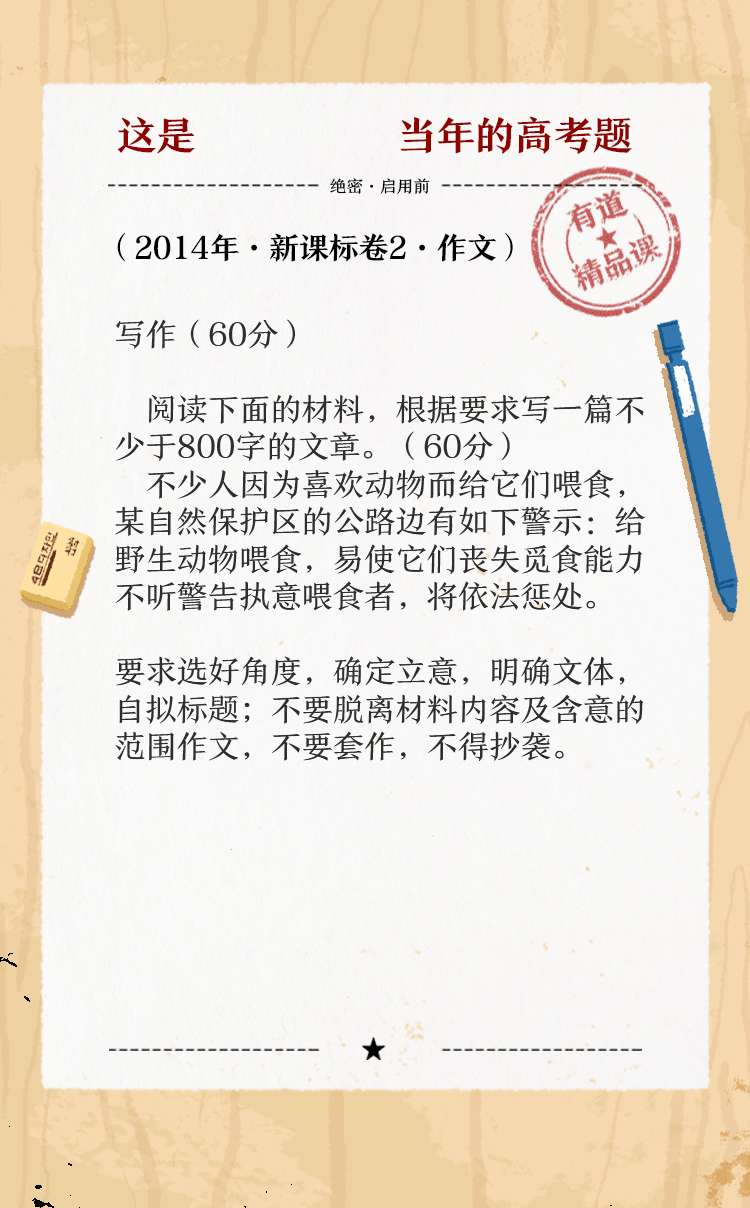 这是 当年的高考题
绝密·启用前
有道
精品课
（2014年·新课标卷2·作文）
写作（60分）
阅读下面的材料，根据要求写一篇不
少于800字的文章。（60分）
不少人因为喜欢动物而给它们喂食，
某自然保护区的公路边有如下警示：给
野生动物喂食，易使它们丧失觅食能力
不听警告执意喂食者，将依法惩处。
要求选好角度，确定立意，明确文体，
自拟标题；不要脱离材料内容及含意的
范围作文，不要套作，不得抄袭。